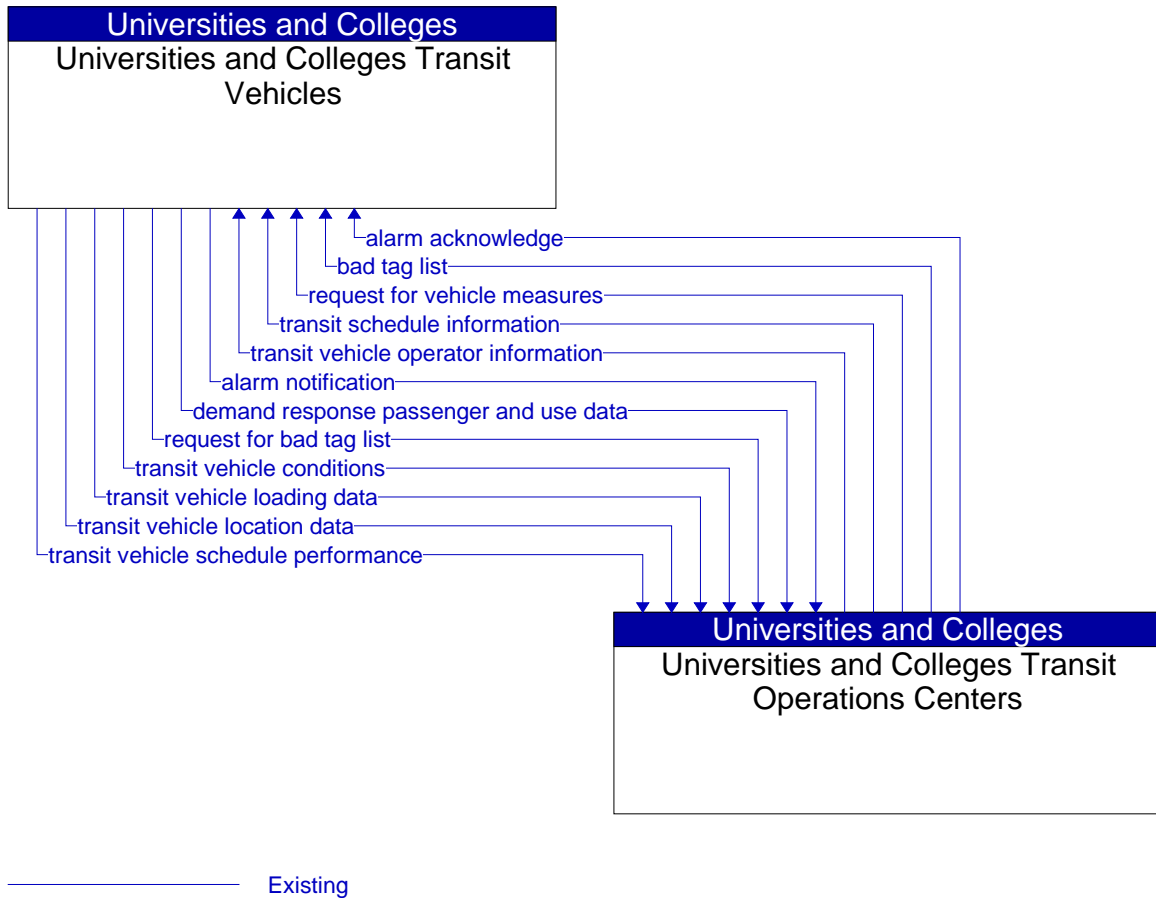 Universities and Colleges
Universities and Colleges Transit
Vehicles
alarm acknowledge
bad tag list
request for vehicle measures
transit schedule information
transit vehicle operator information
alarm notification
demand response passenger and use data
request for bad tag list
transit vehicle conditions
transit vehicle loading data
transit vehicle location data
transit vehicle schedule performance
Universities and Colleges
Universities and Colleges Transit
Operations Centers
Existing